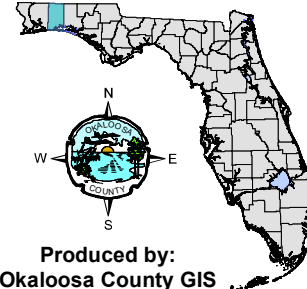 N
OKALOOSA
W
E
COUNTY
S
Produced by:
Okaloosa County GIS